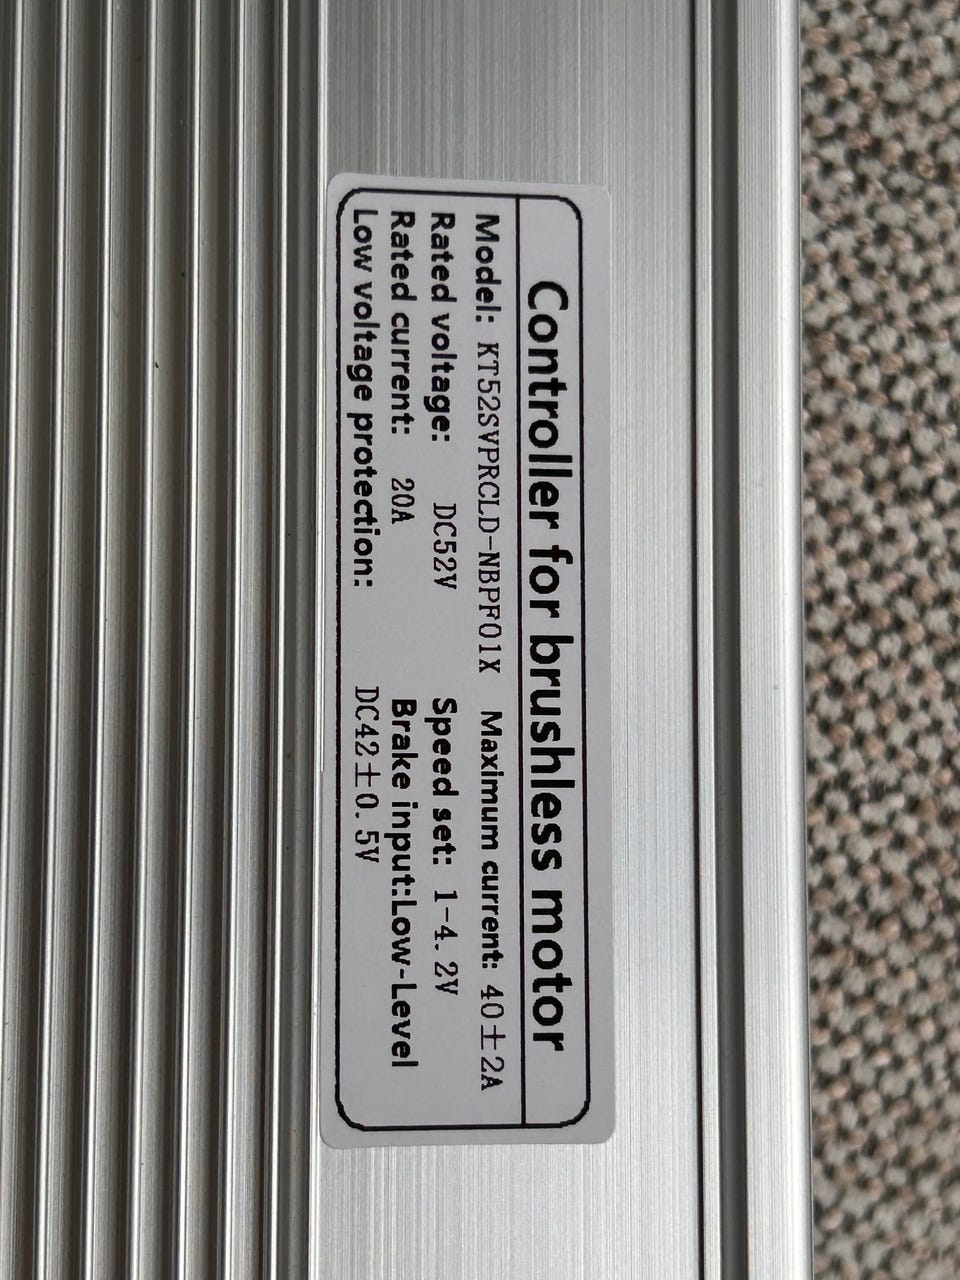 Controller for brushless motor
Model: KT52SVPRCLD-NBPF01X Maximum current: 40±2A
Rated voltage: DC52V Speed set: 1-4.2V
Rated current: 20A Brake input:Low-Level
Low voltage protection: DC42±0.5V